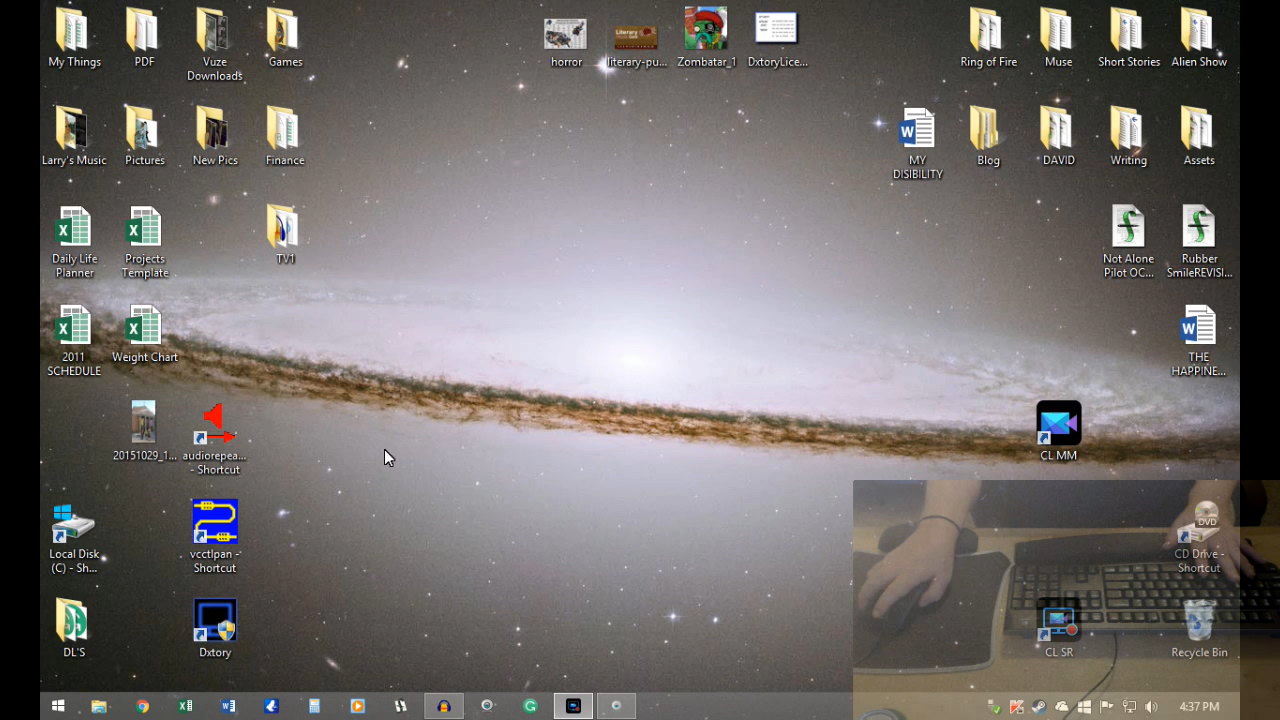 My Things
PDF
Vuze
Downloads
Games
horror
literary-pu...
Zombatar_1
DxtoryLice...
Ring of Fire
Muse
Short Stories
Alien Show
Larry's Music
Pictures
New Pics
Finance
MY
DISIBILITY
Blog
DAVID
Writing
Assets
Daily Life
Planner
Projects
Template
TV1
Not Alone
Pilot OC...
Rubber
SmileREVISI...
2011
SCHEDULE
Weight Chart
THE
HAPPINE...
20151029_1...
audiorepea...
- Shortcut
CL MM
Local Disk
(C) - Sh...
vcctlpan -
Shortcut
DVD
CD Drive -
Shortcut
DL'S
Dxtory
CL SR
Recycle Bin
4:37 PM